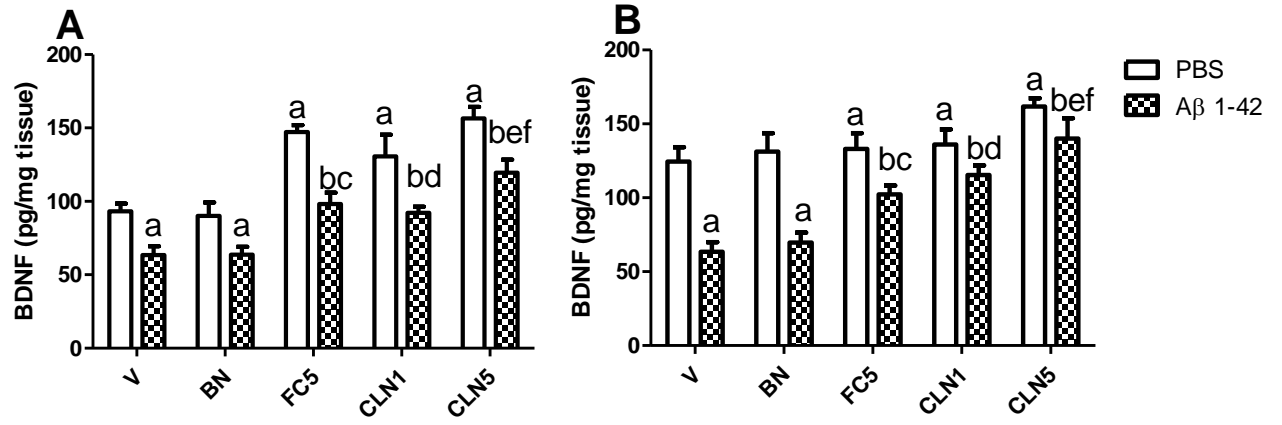 A
BDNF (pg/mg tissue)
200
150
100
50
0
a
a
a
bc
a
bd
a
bef
V
BN
FC5
CLN1
CLN5
B
BDNF (pg/mg tissue)
200
150
100
50
0
a
a
a
bc
a
bd
a
bef
V
BN
FC5
CLN1
CLN5
PBS
Aβ 1-42